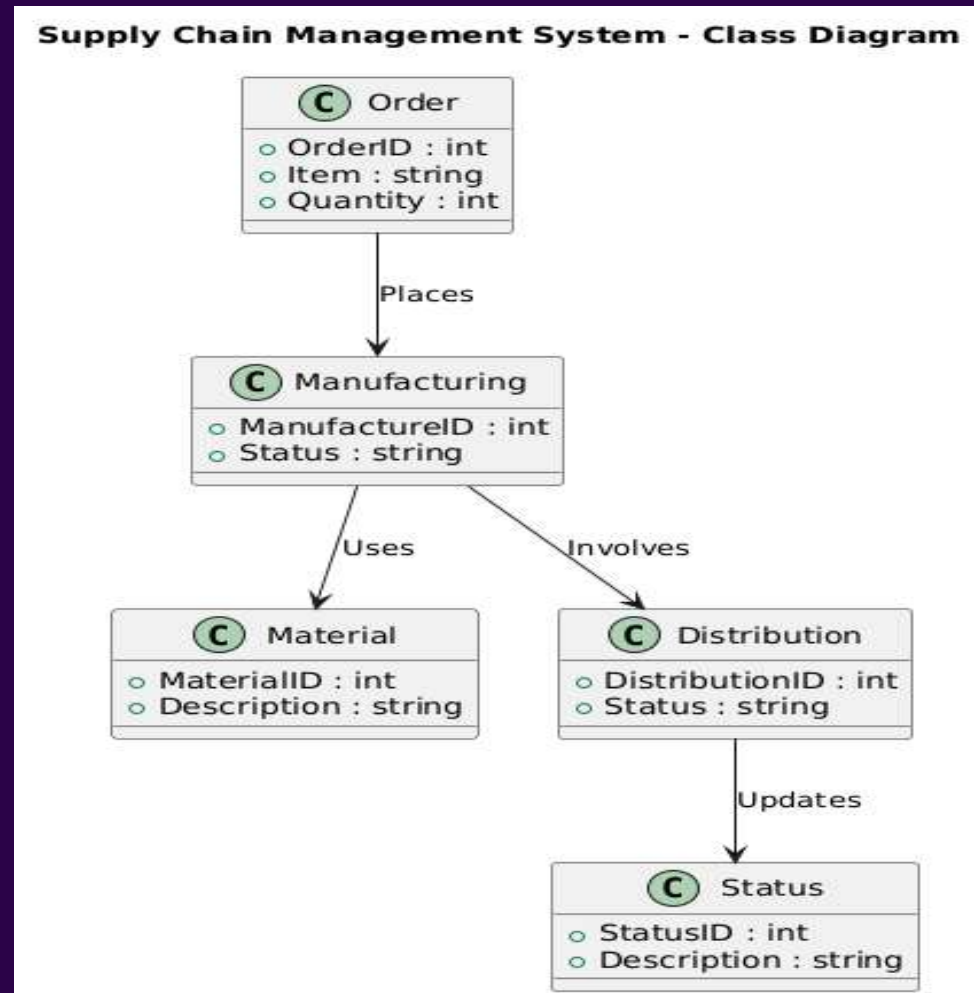 Supply Chain Management System - Class Diagram
C Order
OrderID : int
Item : string
Quantity : int
Places
C Manufacturing
ManufactureID : int
Status : string
Uses
Involves
C Material
MaterialID : int
Description : string
C Distribution
DistributionID : int
Status : string
Updates
C Status
StatusID : int
Description : string